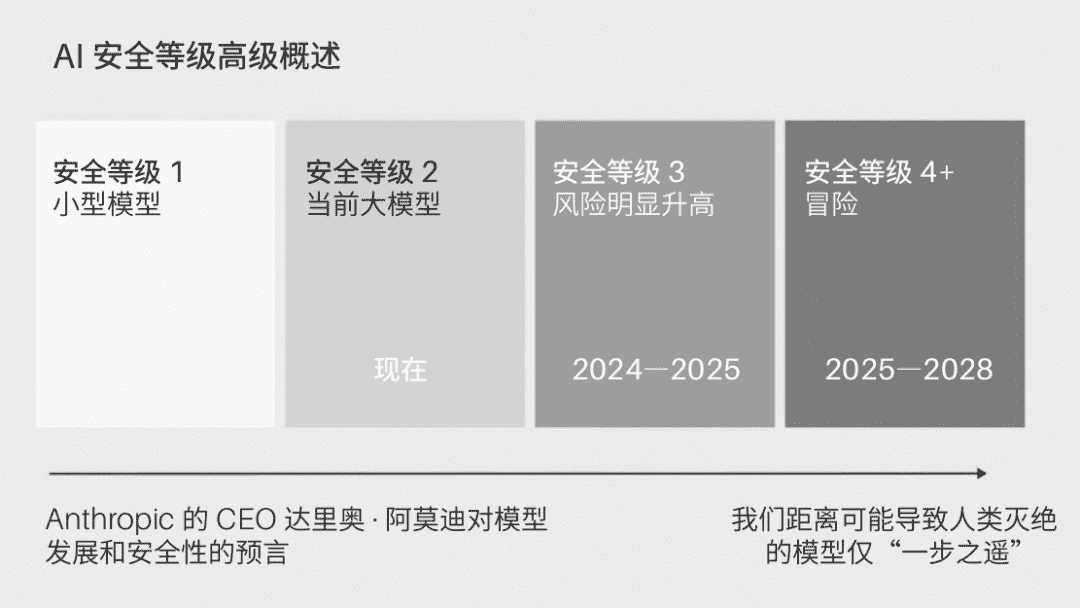 AI 安全等级高级概述
安全等级 1
小型模型
安全等级 2
当前大模型
现在
安全等级 3
风险明显升高
2024—2025
安全等级 4+
冒险
2025—2028
Anthropic 的 CEO 达里奥·阿莫迪对模型
发展和安全性的预言
我们距离可能导致人类灭绝
的模型仅“一步之遥”